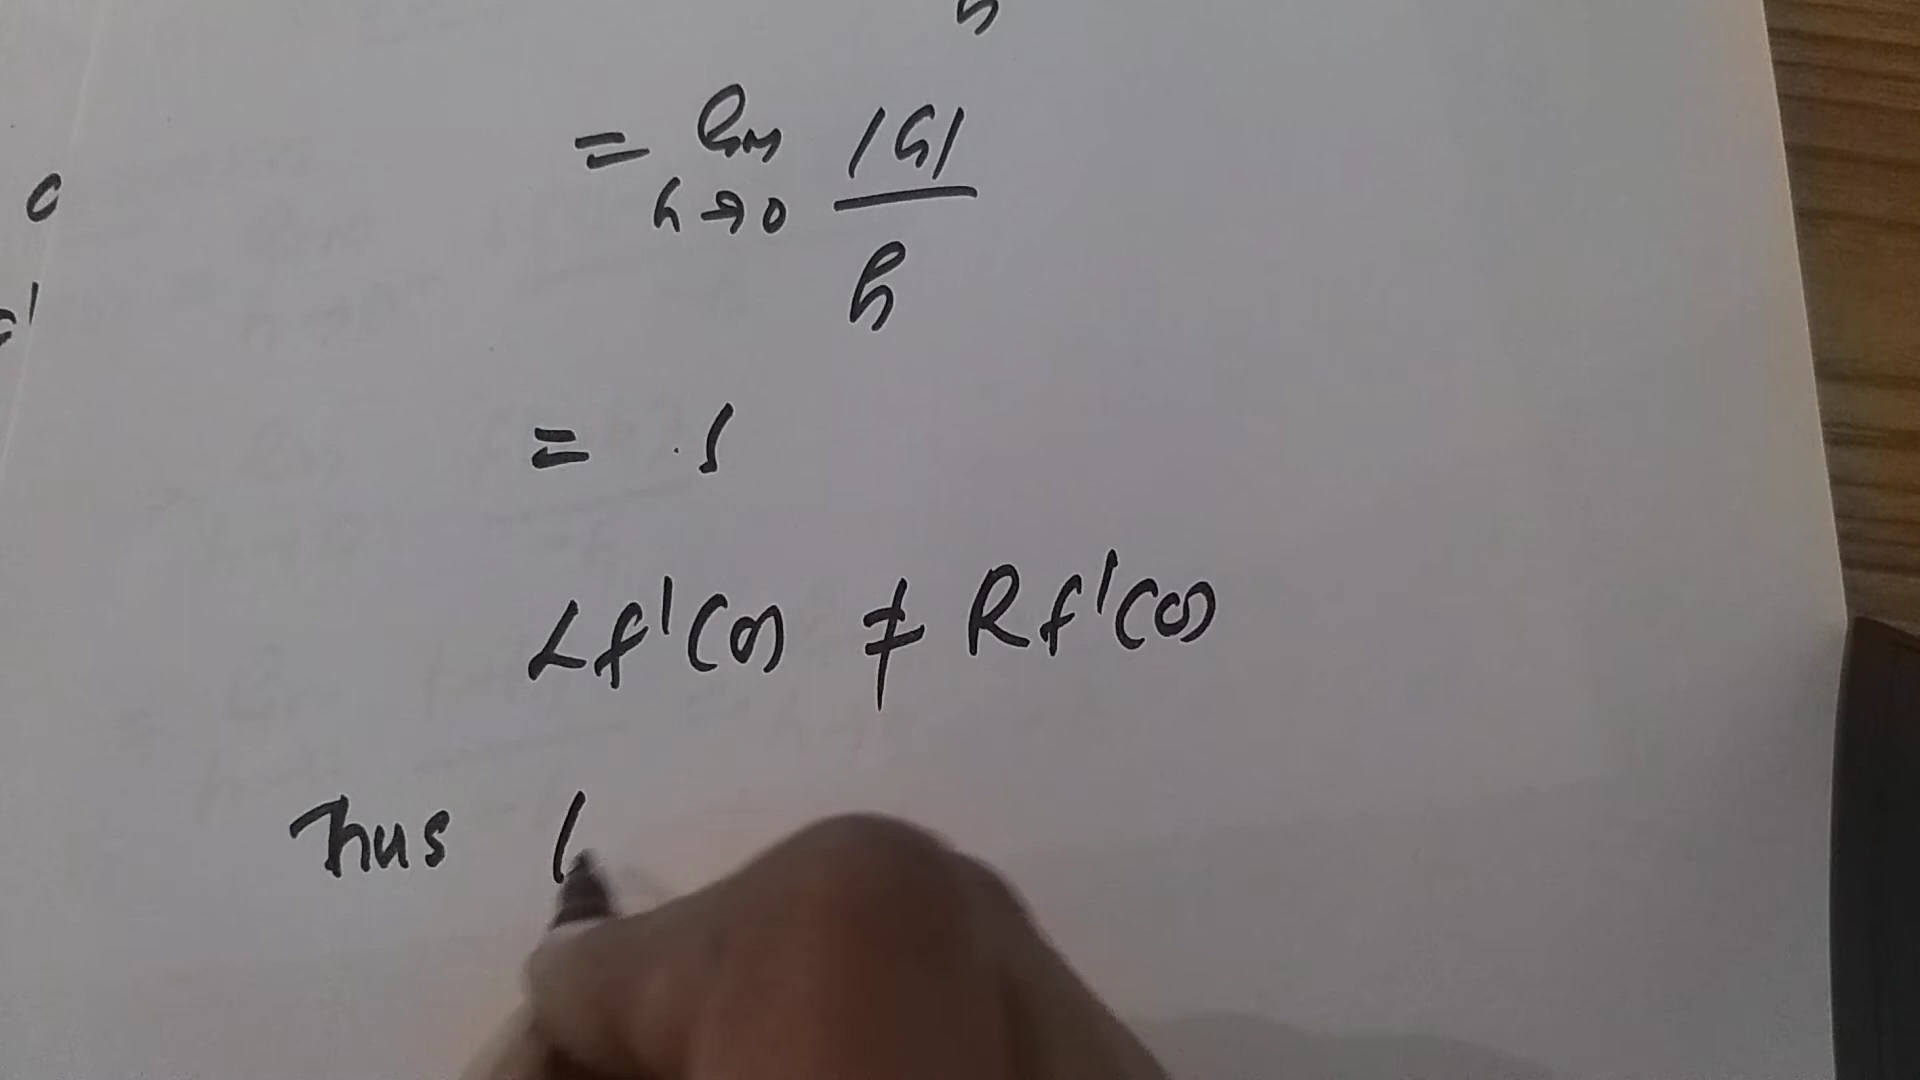 h
= lim |h|
h→0 h
= 1
Lf'(0) ≠ Rf'(0)
Thus